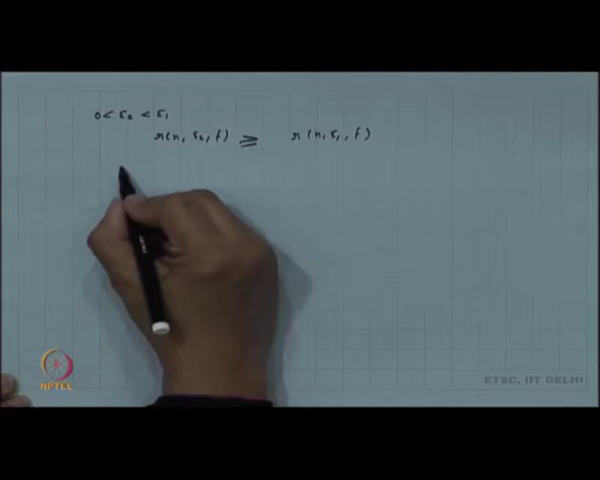 0 < ε₂ < ε₁
r(n, ε₂, f) ≥ r(n, ε₁, f)
NPTEL
ETSC, IIT DELHI